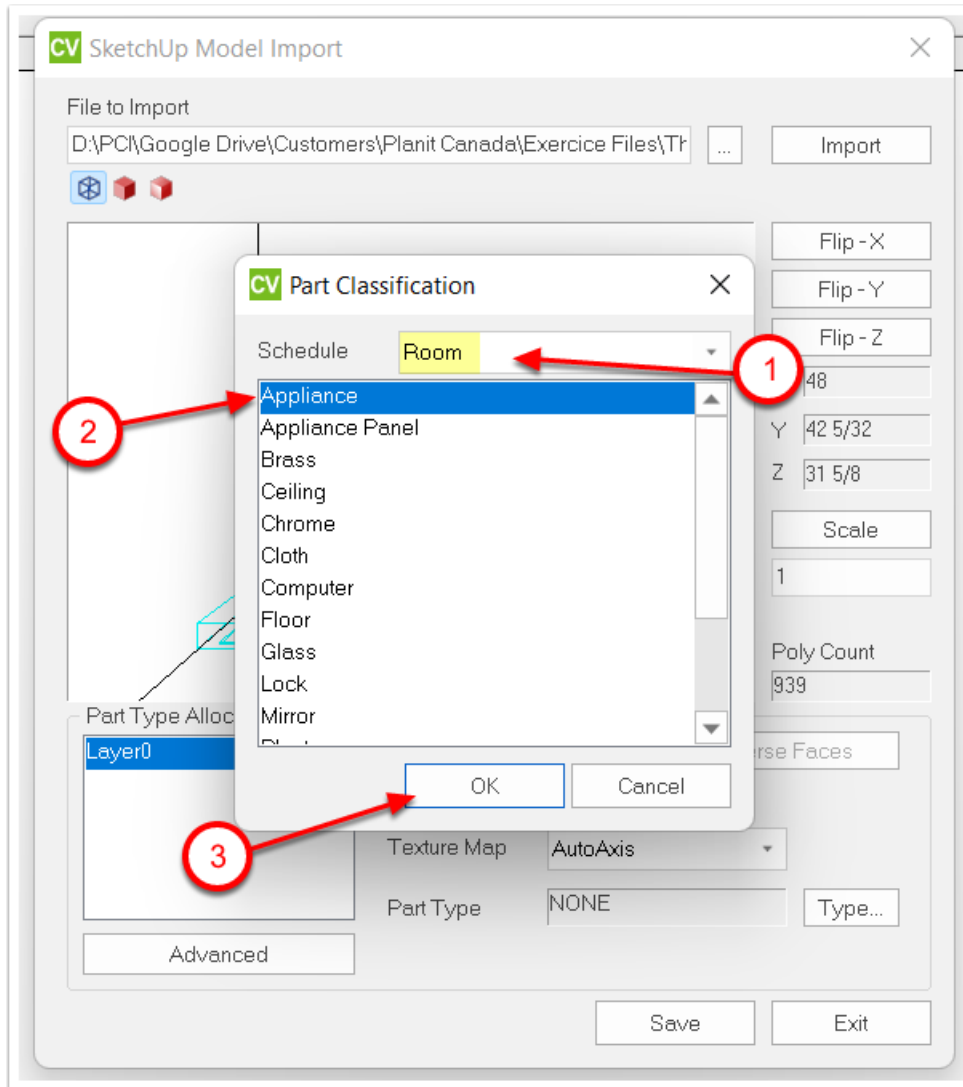 CV SketchUp Model Import
File to Import
D:\PCI\Google Drive\Customers\Planit Canada\Exercice Files\Th
...
Import
Flip - X
CV Part Classification
Flip - Y
Schedule
Room
Flip - Z
1
48
Appliance
2
Appliance Panel
Y 42 5/32
Brass
Z 31 5/8
Ceiling
Chrome
Scale
Cloth
Computer
1
Floor
Glass
Poly Count
Lock
939
Mirror
Part Type Alloc
Layer0
rse Faces
OK
Cancel
3
Texture Map
AutoAxis
Part Type
NONE
Type...
Advanced
Save
Exit